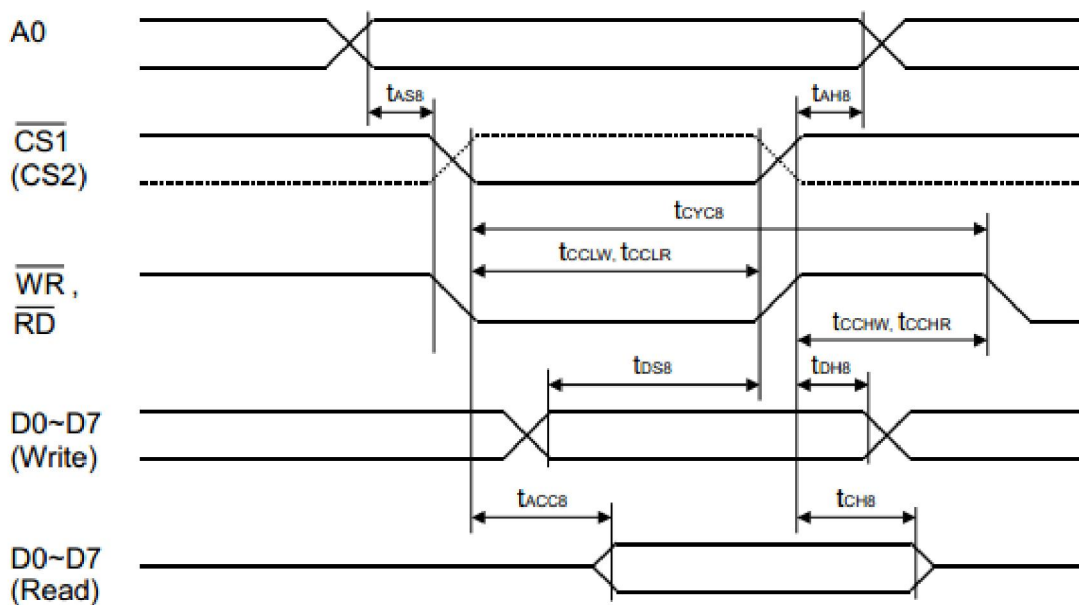 A0
tAS8
tAH8
CS1
(CS2)
tCYC8
tCCLW, tCCLR
WR ,
RD
tCCHW, tCCHR
tDS8
tDH8
D0~D7
(Write)
tACC8
tCH8
D0~D7
(Read)